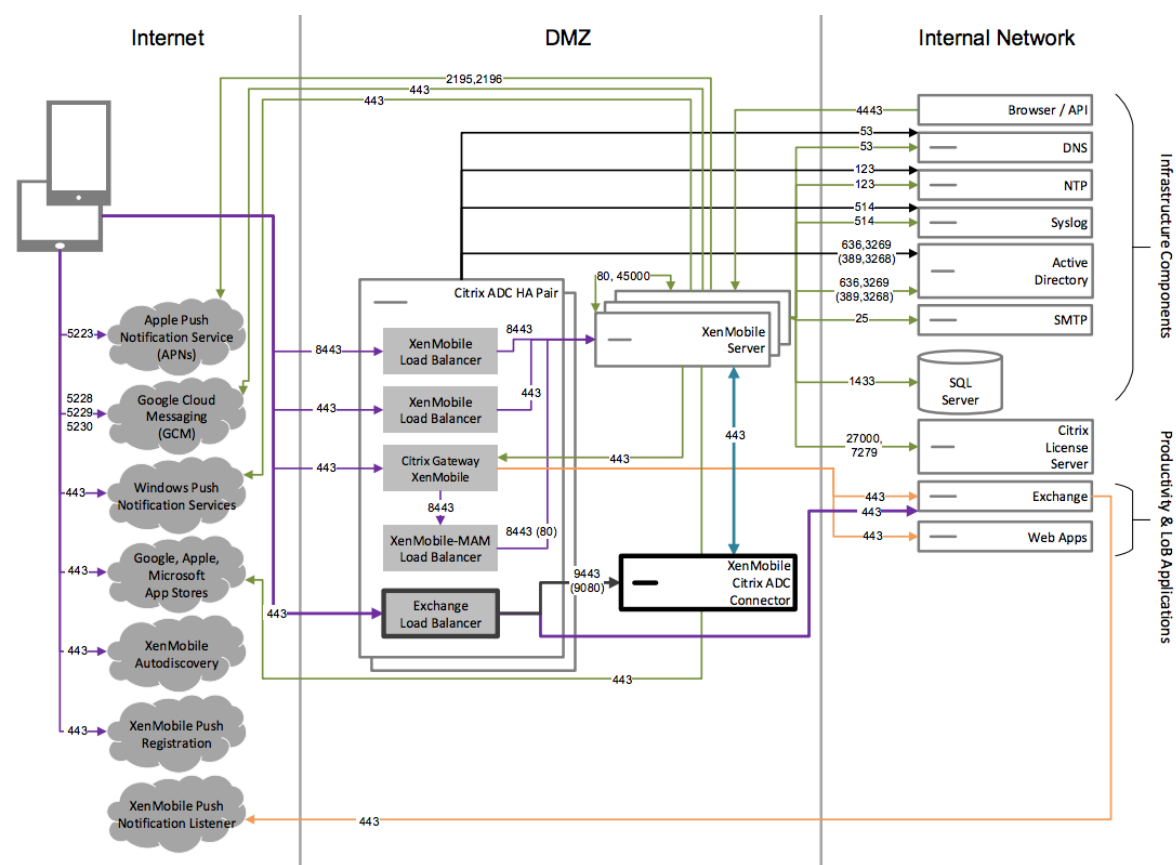 Internet
DMZ
Internal Network
2195,2196
443
443
4443
Browser / API
53
53
DNS
123
123
NTP
514
514
Syslog
636,3269
(389,3268)
636,3269
(389,3268)
Active
Directory
25
SMTP
1433
SQL
Server
27000,
7279
Citrix
License
Server
443
443
Exchange
443
Web Apps
Infrastructure Components
Productivity & LoB Applications
80, 45000
Citrix ADC HA Pair
XenMobile
Server
8443
XenMobile
Load Balancer
8443
443
443
XenMobile
Load Balancer
443
Citrix Gateway
XenMobile
443
8443
XenMobile-MAM
Load Balancer
8443 (80)
443
443
Exchange
Load Balancer
9443
(9080)
XenMobile
Citrix ADC
Connector
443
5223
Apple Push
Notification Service
(APNs)
5228
5229
5230
Google Cloud
Messaging
(GCM)
443
Windows Push
Notification Services
443
Google, Apple,
Microsoft
App Stores
443
XenMobile
Autodiscovery
443
XenMobile Push
Registration
XenMobile Push
Notification Listener
443